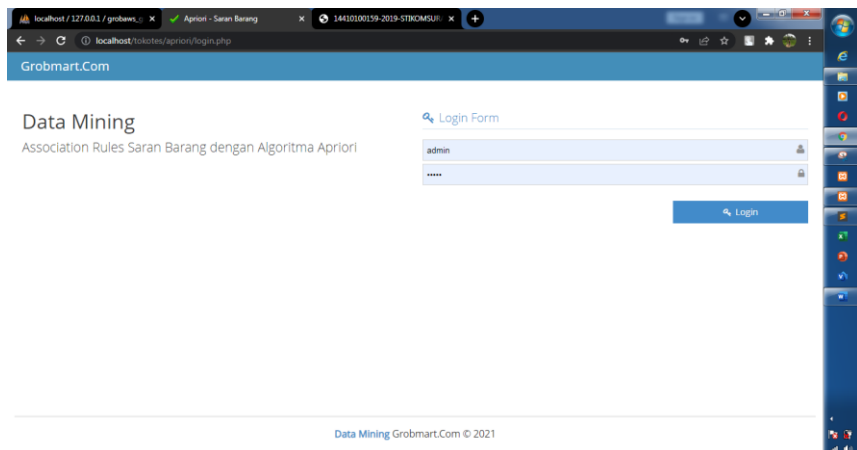 localhost / 127.0.0.1 / grobaws_g
Apriori - Saran Barang
14410100159-2019-STIKOMSUR
localhost/tokotes/apriori/login.php
Grobmart.Com
Data Mining
Association Rules Saran Barang dengan Algoritma Apriori
Login Form
admin
•••••
Login
Data Mining Grobmart.Com © 2021